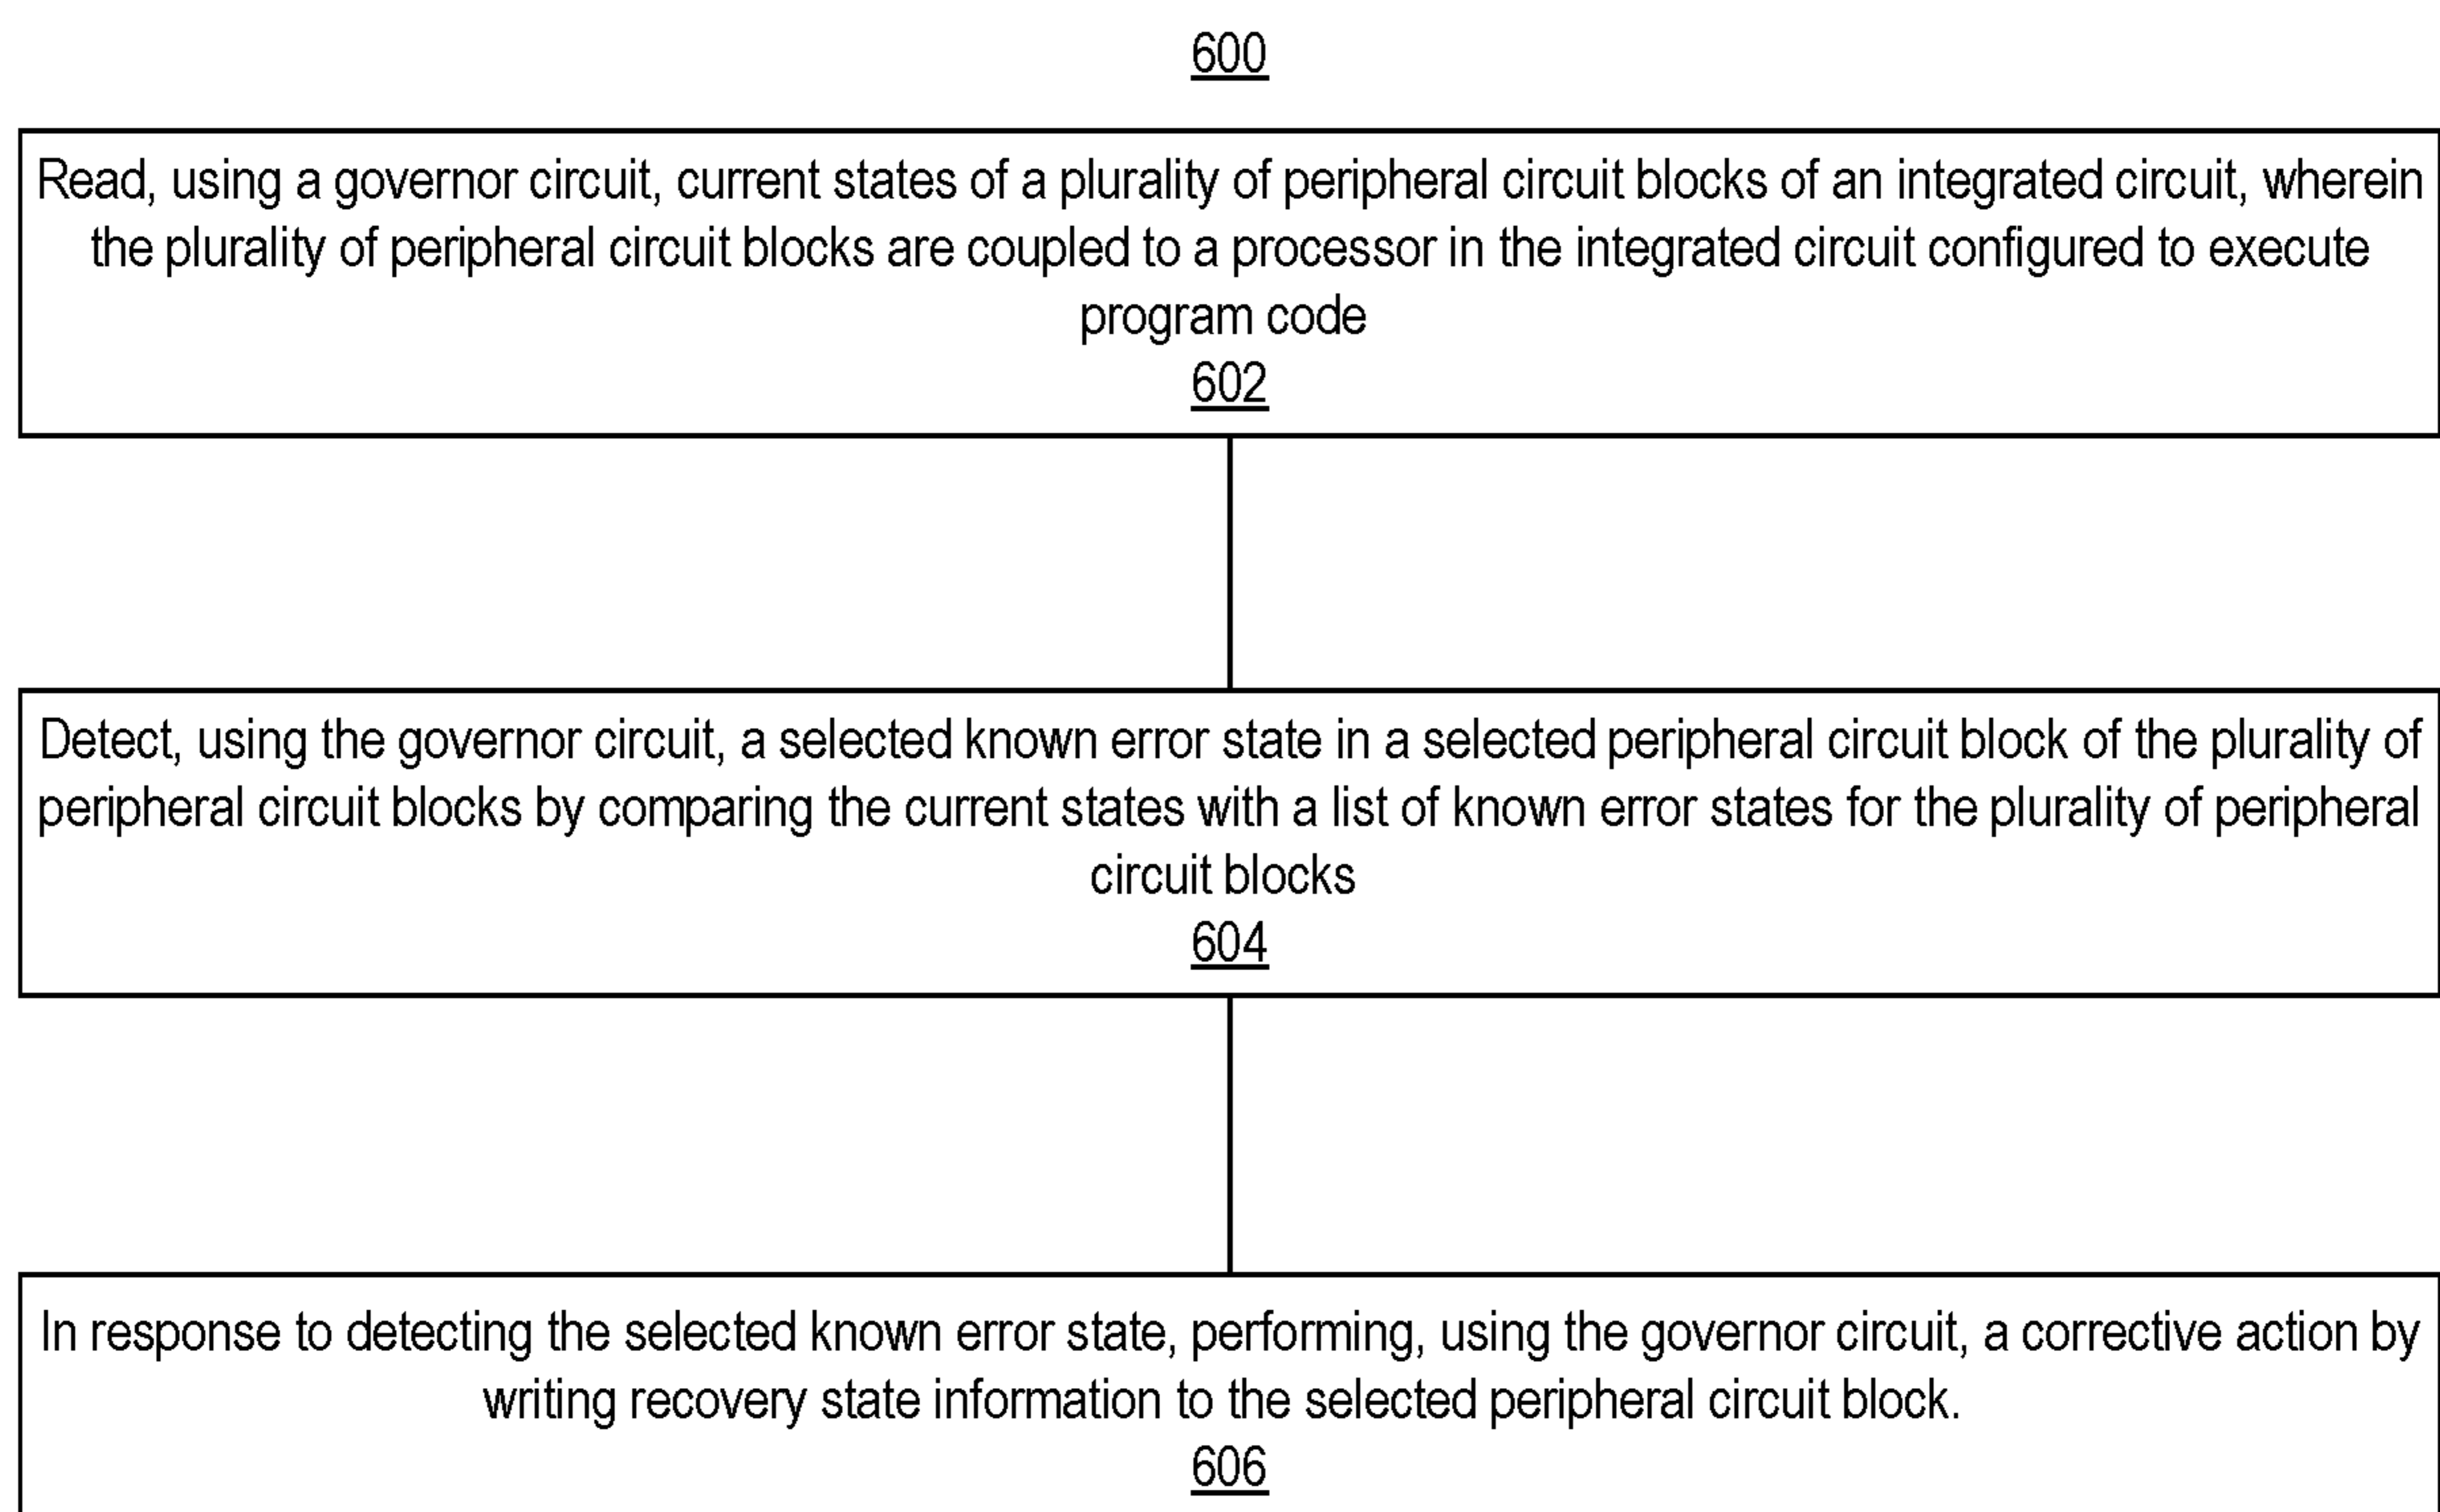 600
Read, using a governor circuit, current states of a plurality of peripheral circuit blocks of an integrated circuit, wherein
the plurality of peripheral circuit blocks are coupled to a processor in the integrated circuit configured to execute
program code
602
Detect, using the governor circuit, a selected known error state in a selected peripheral circuit block of the plurality of
peripheral circuit blocks by comparing the current states with a list of known error states for the plurality of peripheral
circuit blocks
604
In response to detecting the selected known error state, performing, using the governor circuit, a corrective action by
writing recovery state information to the selected peripheral circuit block.
606